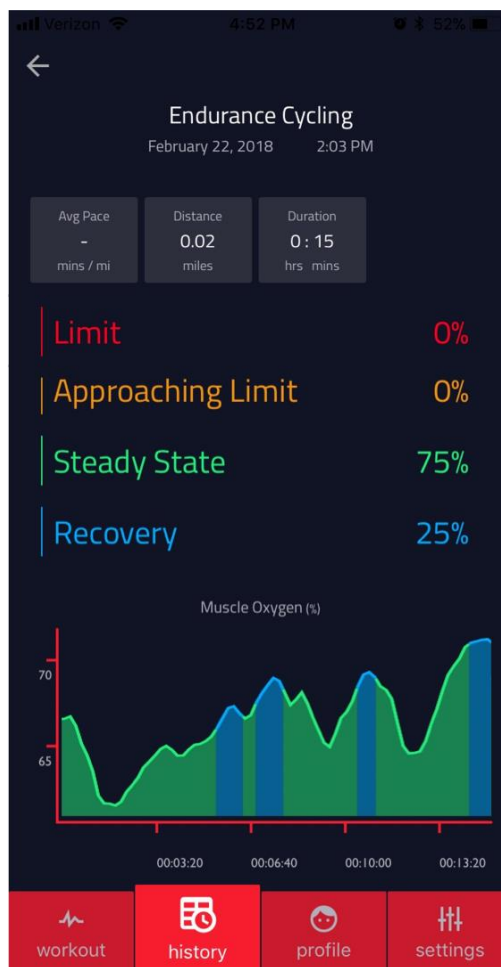 Verizon 4:52 PM 52%
Endurance Cycling
February 22, 2018 2:03 PM
Avg Pace Distance Duration
- 0.02 0 : 15
mins / mi miles hrs mins
Limit 0%
Approaching Limit 0%
Steady State 75%
Recovery 25%
Muscle Oxygen (%)
70
65
00:03:20 00:06:40 00:10:00 00:13:20
workout history profile settings